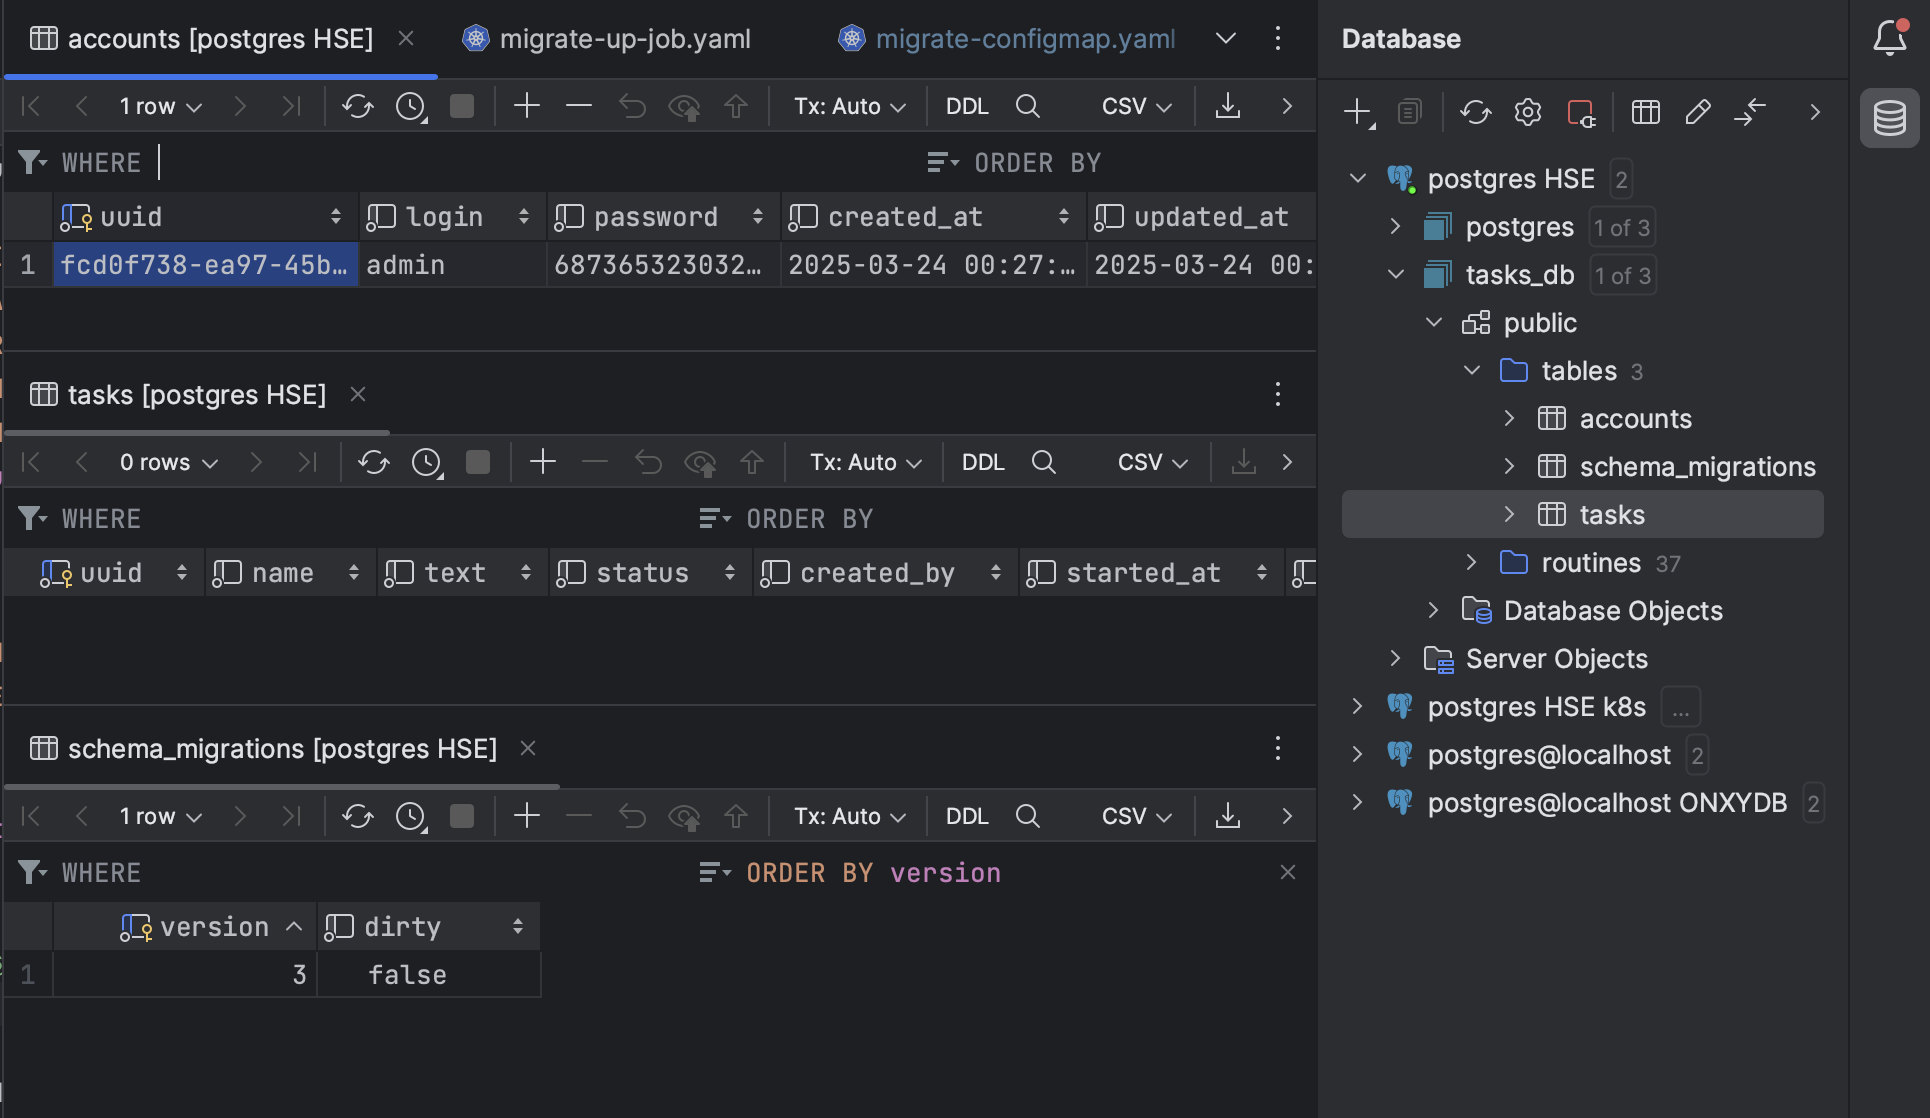 accounts [postgres HSE]
migrate-up-job.yaml
migrate-configmap.yaml
1 row
Tx: Auto
DDL
CSV
WHERE
ORDER BY
uuid
login
password
created_at
updated_at
1
fcd0f738-ea97-45b…
admin
687365323032…
2025-03-24 00:27:…
2025-03-24 00:
tasks [postgres HSE]
0 rows
Tx: Auto
DDL
CSV
WHERE
ORDER BY
uuid
name
text
status
created_by
started_at
schema_migrations [postgres HSE]
1 row
Tx: Auto
DDL
CSV
WHERE
ORDER BY version
version
dirty
1
3
false
Database
postgres HSE 2
postgres 1 of 3
tasks_db 1 of 3
public
tables 3
accounts
schema_migrations
tasks
routines 37
Database Objects
Server Objects
postgres HSE k8s ...
postgres@localhost 2
postgres@localhost ONXYDB 2